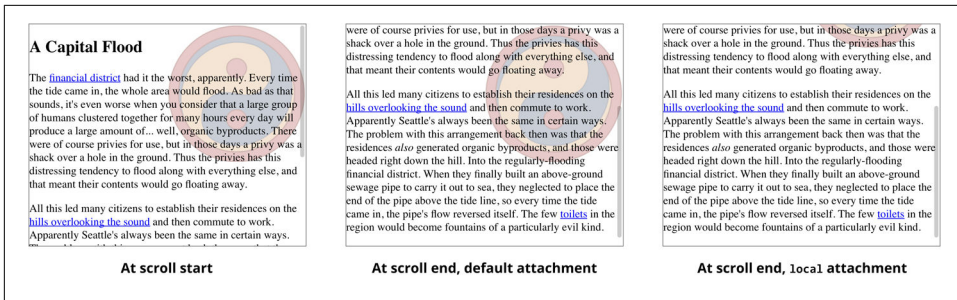 A Capital Flood
The financial district had it the worst, apparently. Every time
the tide came in, the whole area would flood. As bad as that
sounds, it's even worse when you consider that a large group
of humans clustered together for many hours every day will
produce a large amount of... well, organic byproducts. There
were of course privies for use, but in those days a privy was a
shack over a hole in the ground. Thus the privies has this
distressing tendency to flood along with everything else, and
that meant their contents would go floating away.
All this led many citizens to establish their residences on the
hills overlooking the sound and then commute to work.
Apparently Seattle's always been the same in certain ways.
At scroll start
were of course privies for use, but in those days a privy was a
shack over a hole in the ground. Thus the privies has this
distressing tendency to flood along with everything else, and
that meant their contents would go floating away.
All this led many citizens to establish their residences on the
hills overlooking the sound and then commute to work.
Apparently Seattle's always been the same in certain ways.
The problem with this arrangement back then was that the
residences also generated organic byproducts, and those were
headed right down the hill. Into the regularly-flooding
financial district. When they finally built an above-ground
sewage pipe to carry it out to sea, they neglected to place the
end of the pipe above the tide line, so every time the tide
came in, the pipe's flow reversed itself. The few toilets in the
region would become fountains of a particularly evil kind.
At scroll end, default attachment
were of course privies for use, but in those days a privy was a
shack over a hole in the ground. Thus the privies has this
distressing tendency to flood along with everything else, and
that meant their contents would go floating away.
All this led many citizens to establish their residences on the
hills overlooking the sound and then commute to work.
Apparently Seattle's always been the same in certain ways.
The problem with this arrangement back then was that the
residences also generated organic byproducts, and those were
headed right down the hill. Into the regularly-flooding
financial district. When they finally built an above-ground
sewage pipe to carry it out to sea, they neglected to place the
end of the pipe above the tide line, so every time the tide
came in, the pipe's flow reversed itself. The few toilets in the
region would become fountains of a particularly evil kind.
At scroll end, local attachment